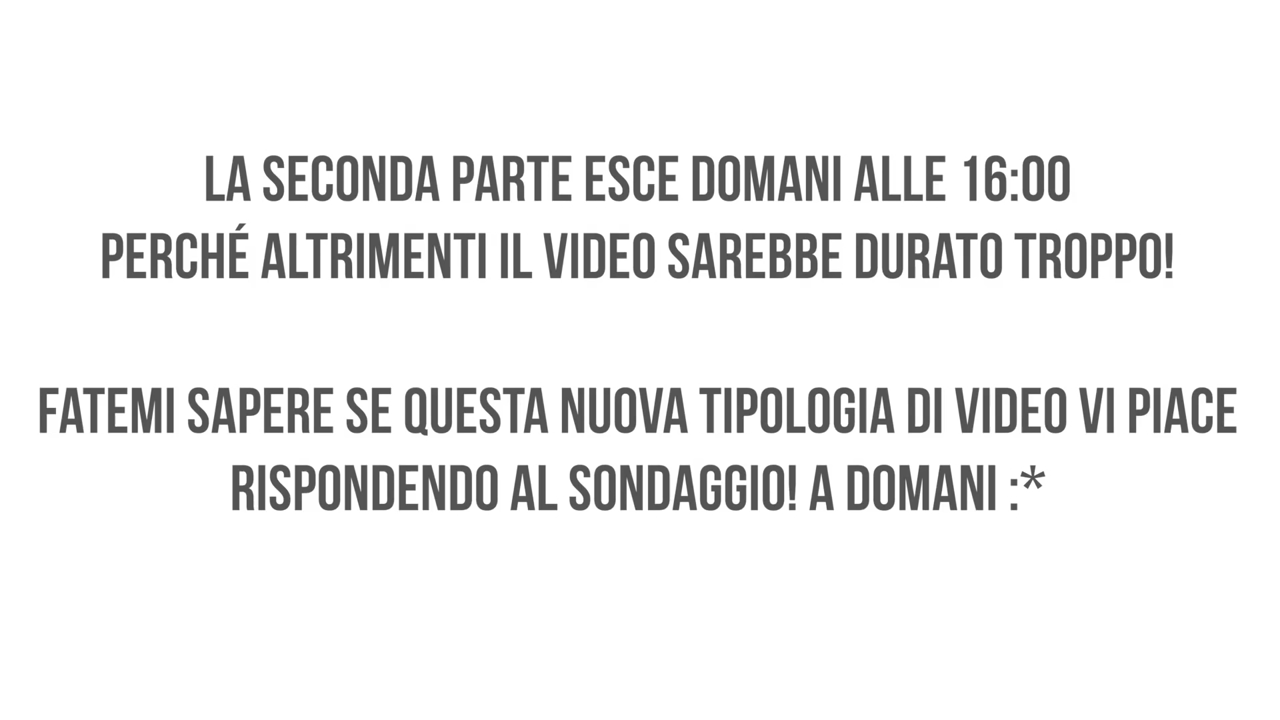 LA SECONDA PARTE ESCE DOMANI ALLE 16:00
PERCHÉ ALTRIMENTI IL VIDEO SAREBBE DURATO TROPPO!
FATEMI SAPERE SE QUESTA NUOVA TIPOLOGIA DI VIDEO VI PIACE
RISPONDENDO AL SONDAGGIO! A DOMANI :*